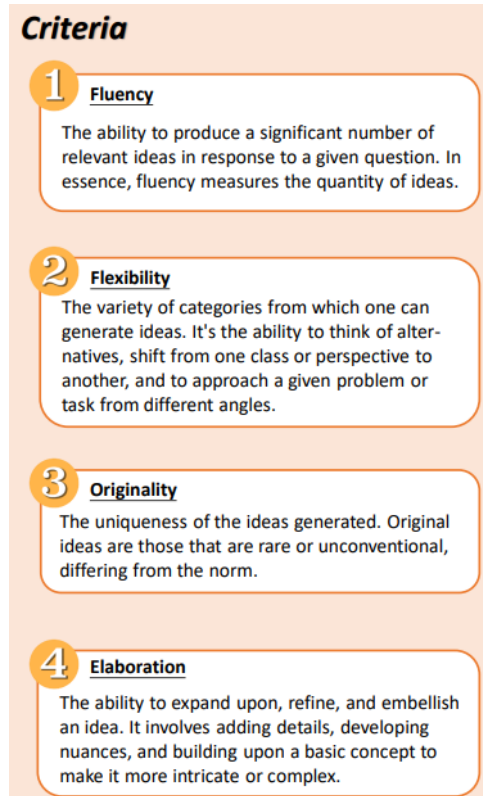 Criteria
1
Fluency
The ability to produce a significant number of
relevant ideas in response to a given question. In
essence, fluency measures the quantity of ideas.
2
Flexibility
The variety of categories from which one can
generate ideas. It's the ability to think of alter-
natives, shift from one class or perspective to
another, and to approach a given problem or
task from different angles.
3
Originality
The uniqueness of the ideas generated. Original
ideas are those that are rare or unconventional,
differing from the norm.
4
Elaboration
The ability to expand upon, refine, and embellish
an idea. It involves adding details, developing
nuances, and building upon a basic concept to
make it more intricate or complex.